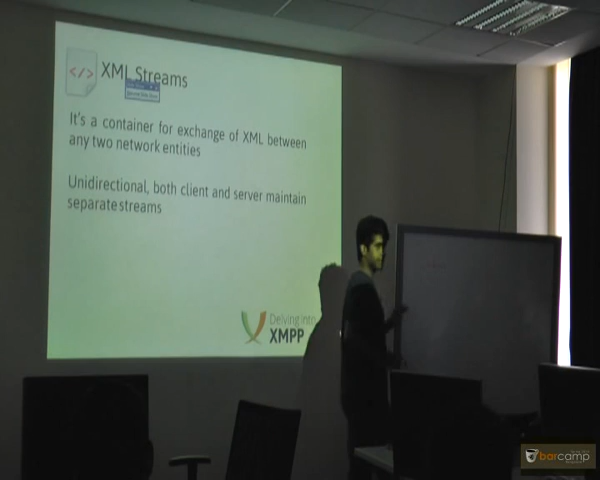 </>
XML Streams
It's a container for exchange of XML between
any two network entities
Unidirectional, both client and server maintain
separate streams
Delving into
XMPP
barcamp